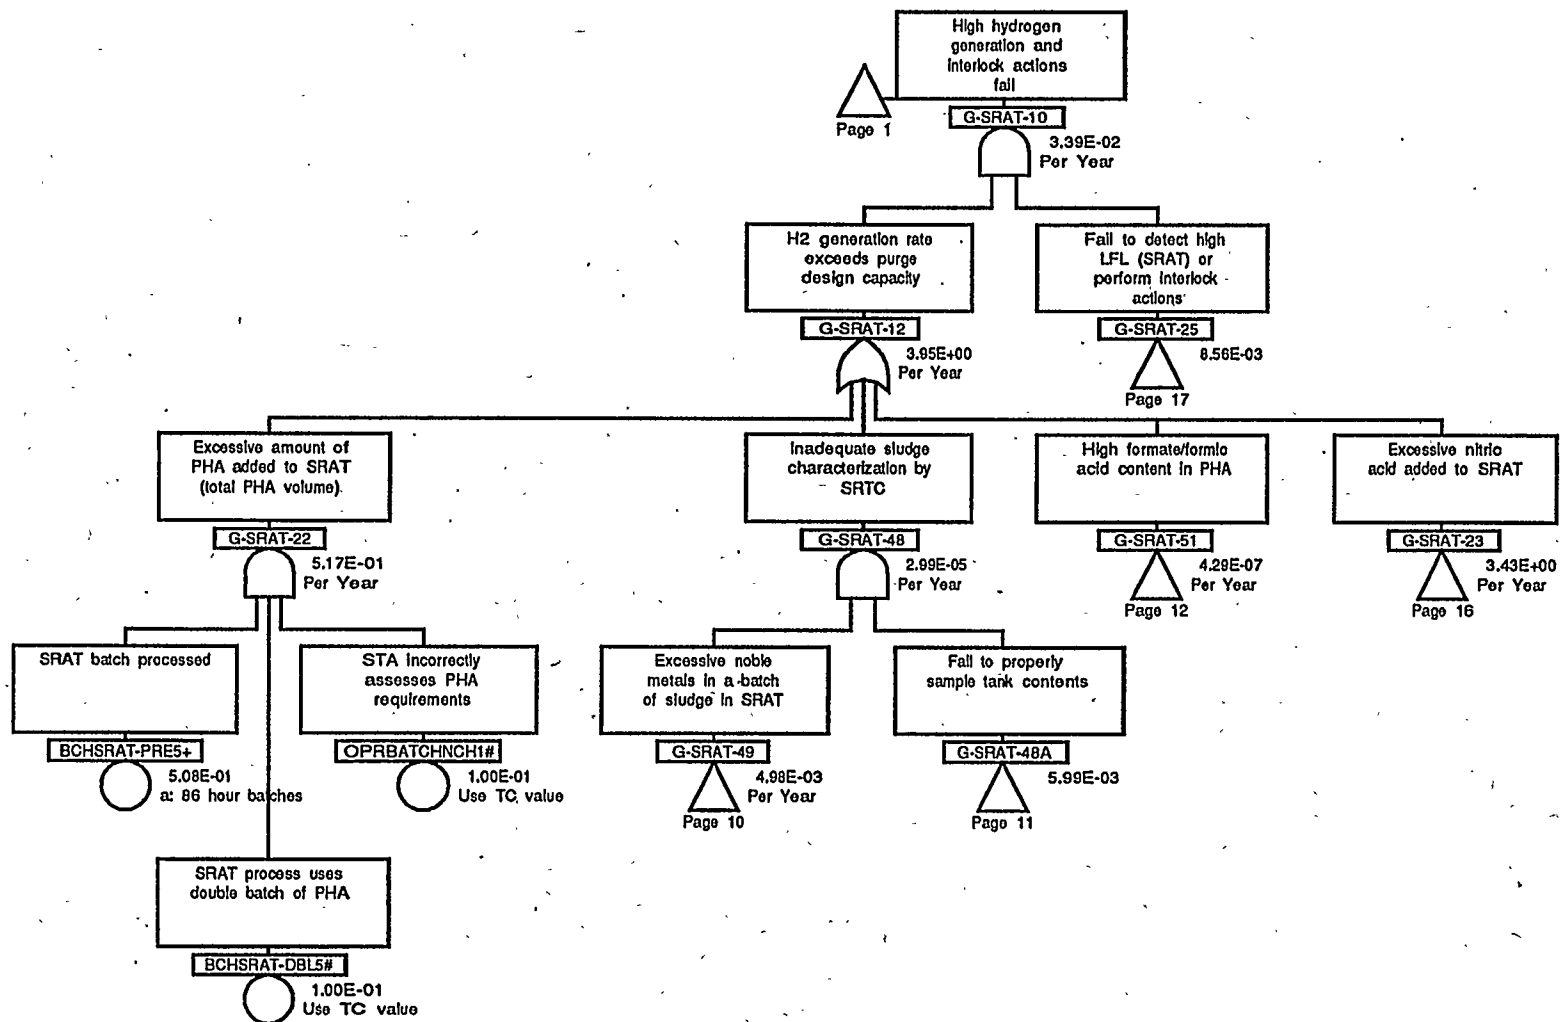 High hydrogen
generation and
interlock actions
fail
Page 1
G-SRAT-10
3.39E-02
Per Year
H2 generation rate
exceeds purge
design capacity
G-SRAT-12
3.95E+00
Per Year
Fail to detect high
LFL (SRAT) or
perform interlock
actions
G-SRAT-25
8.56E-03
Page 17
Excessive amount of
PHA added to SRAT
(total PHA volume)
G-SRAT-22
5.17E-01
Per Year
Inadequate sludge
characterization by
SRTC
G-SRAT-48
2.99E-05
Per Year
High formate/formic
acid content in PHA
G-SRAT-51
4.29E-07
Per Year
Page 12
Excessive nitric
acid added to SRAT
G-SRAT-23
3.43E+00
Per Year
Page 16
SRAT batch processed
BCHSRAT-PRE5+
5.08E-01
a: 86 hour batches
STA incorrectly
assesses PHA
requirements
OPRBATCHNCH1#
1.00E-01
Use TC value
Excessive noble
metals in a batch
of sludge in SRAT
G-SRAT-49
4.98E-03
Per Year
Page 10
Fail to properly
sample tank contents
G-SRAT-48A
5.99E-03
Page 11
SRAT process uses
double batch of PHA
BCHSRAT-DBL5#
1.00E-01
Use TC value